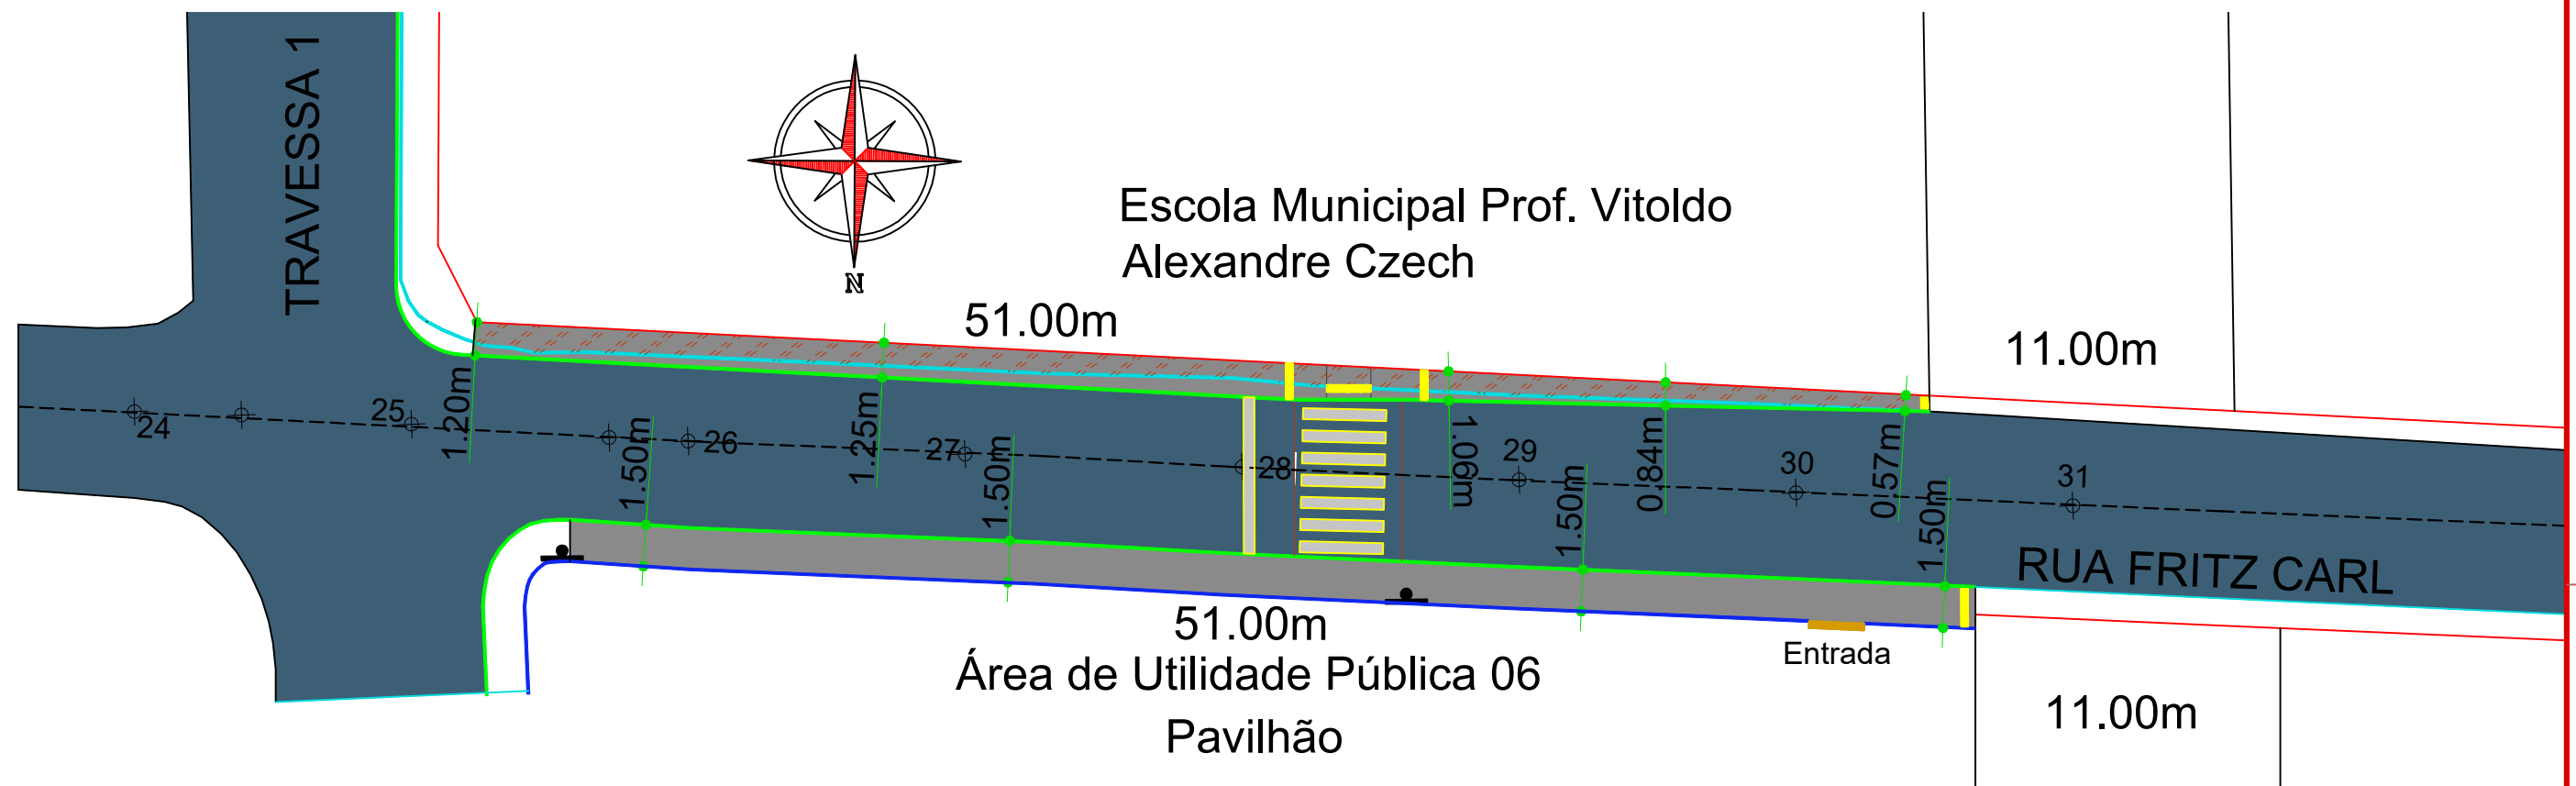 TRAVESSA 1
N
Escola Municipal Prof. Vitoldo
Alexandre Czech
51.00m
11.00m
24
25
1.20m
1.50m
26
1.25m
27
1.50m
28
1.06m
29
1.50m
0.84m
30
0.57m
1.50m
31
RUA FRITZ CARL
51.00m
Entrada
Área de Utilidade Pública 06
Pavilhão
11.00m